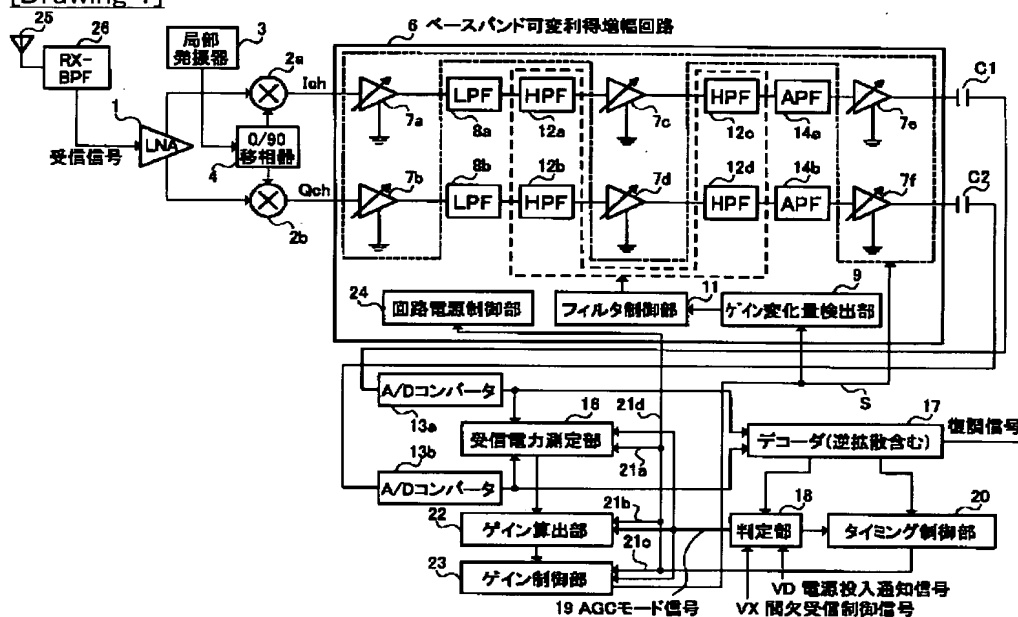 [Drawing 1]
25
26
RX-
BPF
3
局部
発振器
6 ベースバンド可変利得増幅回路
2a
Ich
1
LNA
受信信号
0/90
移相器
4
Qch
2b
7a
LPF
8a
HPF
12a
7c
HPF
12c
APF
14a
7e
C1
7b
8b
LPF
12b
HPF
7d
12d
HPF
14b
APF
7f
C2
24
回路電源制御部
フィルタ制御部
11
9
ゲイン変化量検出部
A/Dコンバータ
13a
16
受信電力測定部
21d
21a
S
17
デコーダ(逆拡散含む)
復調信号
13b
A/Dコンバータ
22
ゲイン算出部
21b
18
判定部
20
タイミング制御部
23
ゲイン制御部
21c
VD 電源投入通知信号
19 AGCモード信号
VX 間欠受信制御信号